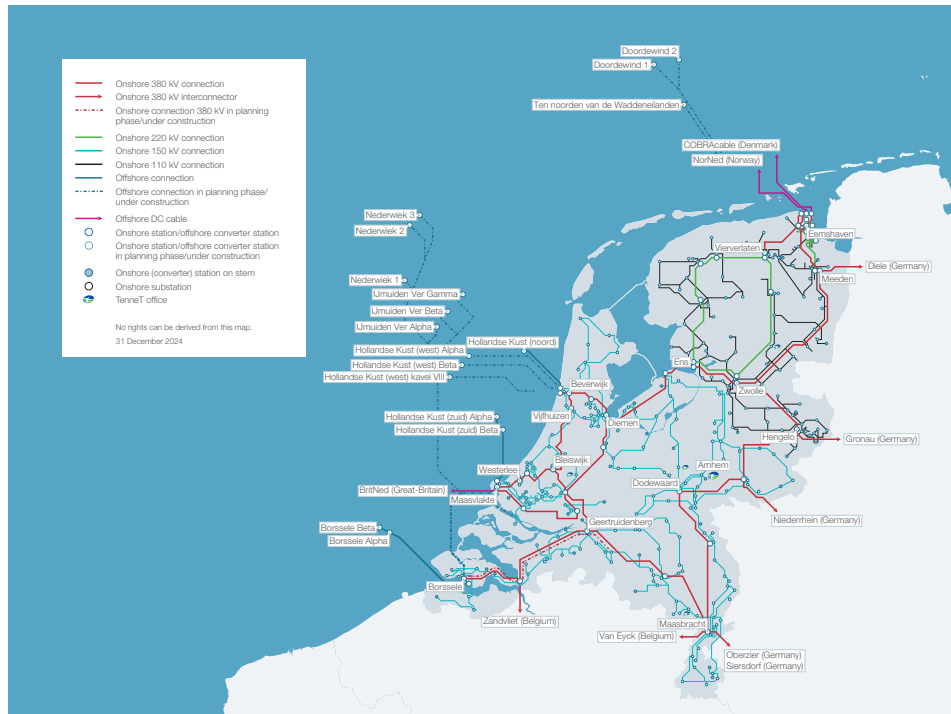 Onshore 380 kV connection
Onshore 380 kV interconnector
Onshore connection 380 kV in planning
phase/under construction
Onshore 220 kV connection
Onshore 150 kV connection
Onshore 110 kV connection
Offshore connection
Offshore connection in planning phase/
under construction
Offshore DC cable
Onshore station/offshore converter station
Onshore station/offshore converter station
in planning phase/under construction
Onshore (converter) station on stem
Onshore substation
TenneT office
No rights can be derived from this map.
31 December 2024
Doordewind 2
Doordewind 1
Ten noorden van de Waddeneilanden
COBRAcable (Denmark)
NorNed (Norway)
Nederwiek 3
Nederwiek 2
Eemshaven
Vierverlaten
Diele (Germany)
Meeden
Nederwiek 1
IJmuiden Ver Gamma
IJmuiden Ver Beta
IJmuiden Ver Alpha
Hollandse Kust (noord)
Hollandse Kust (west) Alpha
Hollandse Kust (west) Beta
Hollandse Kust (west) kavel VIII
Ens
Beverwijk
Zwolle
Hollandse Kust (zuid) Alpha
Hollandse Kust (zuid) Beta
Vijfhuizen
Diemen
Hengelo
Gronau (Germany)
Bleiswijk
Westerlee
Arnhem
Dodewaard
BritNed (Great-Britain)
Maasvlakte
Niederrhein (Germany)
Geertruidenberg
Borssele Beta
Borssele Alpha
Borssele
Zandvliet (Belgium)
Maasbracht
Van Eyck (Belgium)
Oberzier (Germany)
Siersdorf (Germany)